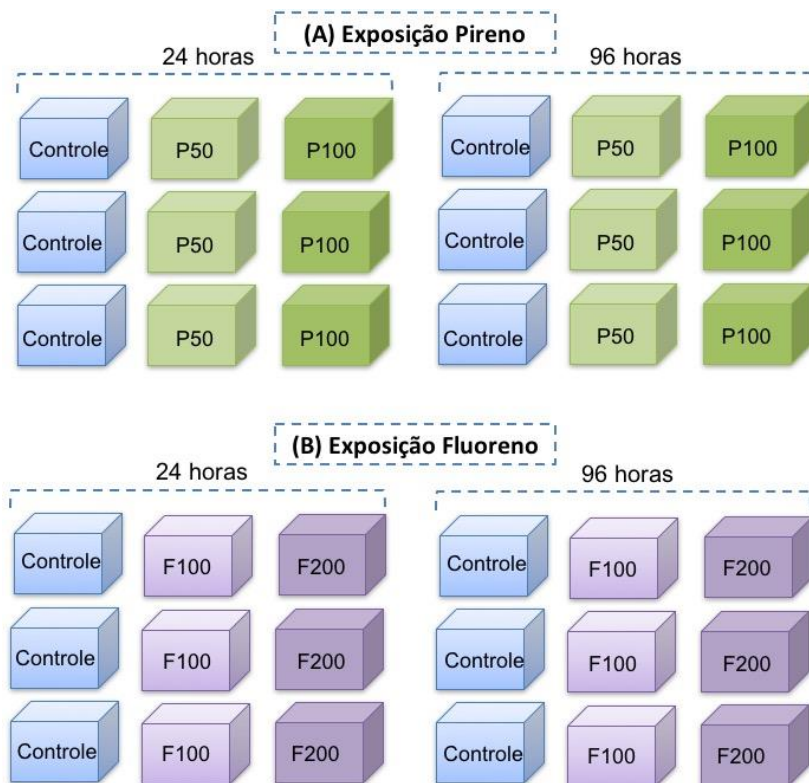 (A) Exposição Pireno
24 horas 96 horas
Controle P50 P100 Controle P50 P100
Controle P50 P100 Controle P50 P100
Controle P50 P100 Controle P50 P100
(B) Exposição Fluoreno
24 horas 96 horas
Controle F100 F200 Controle F100 F200
Controle F100 F200 Controle F100 F200
Controle F100 F200 Controle F100 F200